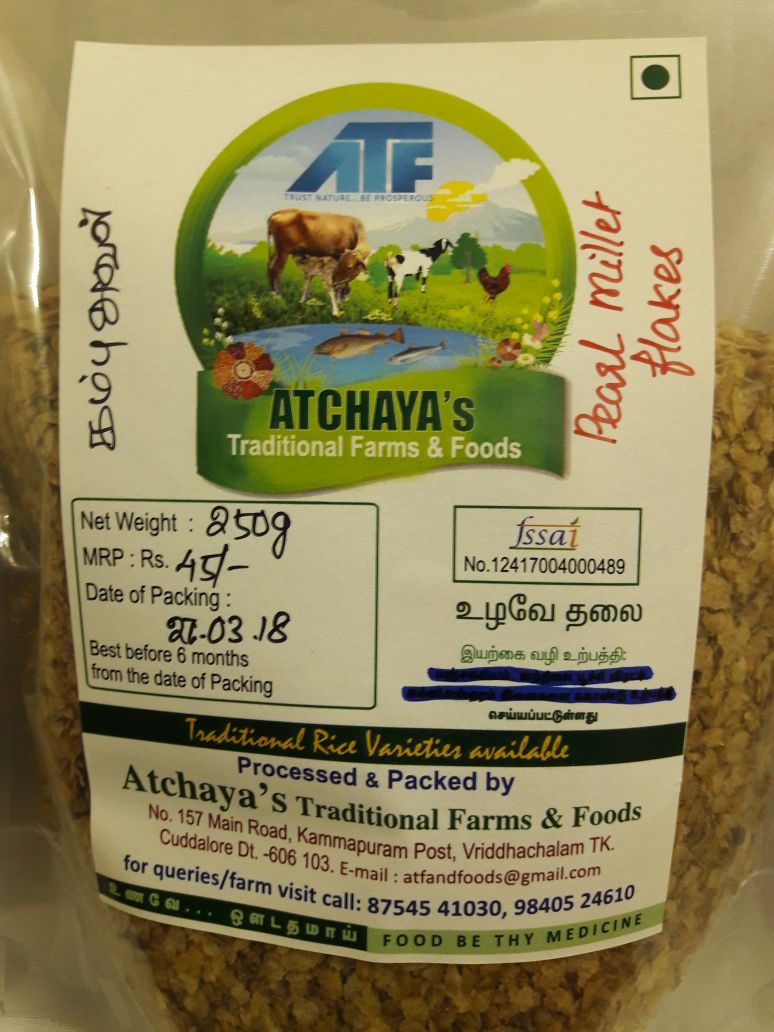 ATF
TRUST NATURE...BE PROSPEROUS
ATCHAYA's
Traditional Farms & Foods
கம்பு அவல்
Pearl Millet
flakes
Net Weight : 250g
MRP : Rs. 45/-
Date of Packing :
.03.18
Best before 6 months
from the date of Packing
fssai
No.12417004000489
உழவே தலை
இயற்கை வழி உற்பத்தி:
செய்யப்பட்டுள்ளது
Traditional Rice Varieties available
Processed & Packed by
Atchaya's Traditional Farms & Foods
No. 157 Main Road, Kammapuram Post, Vriddhachalam TK.
Cuddalore Dt. -606 103. E-mail : atfandfoods@gmail.com
for queries/farm visit call: 87545 41030, 98405 24610
உணவே... ஔடதமாய்
FOOD BE THY MEDICINE